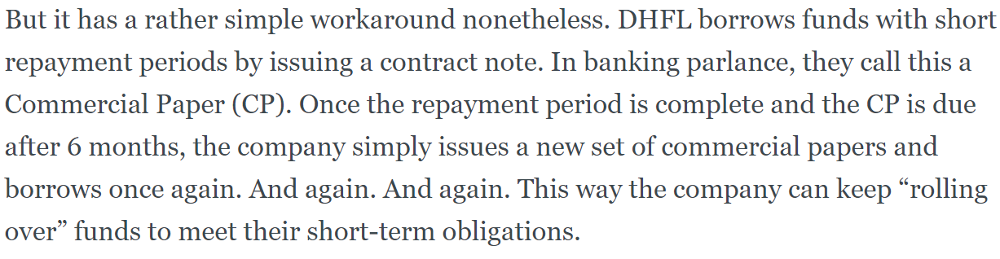 But it has a rather simple workaround nonetheless. DHFL borrows funds with short
repayment periods by issuing a contract note. In banking parlance, they call this a
Commercial Paper (CP). Once the repayment period is complete and the CP is due
after 6 months, the company simply issues a new set of commercial papers and
borrows once again. And again. And again. This way the company can keep “rolling
over” funds to meet their short-term obligations.